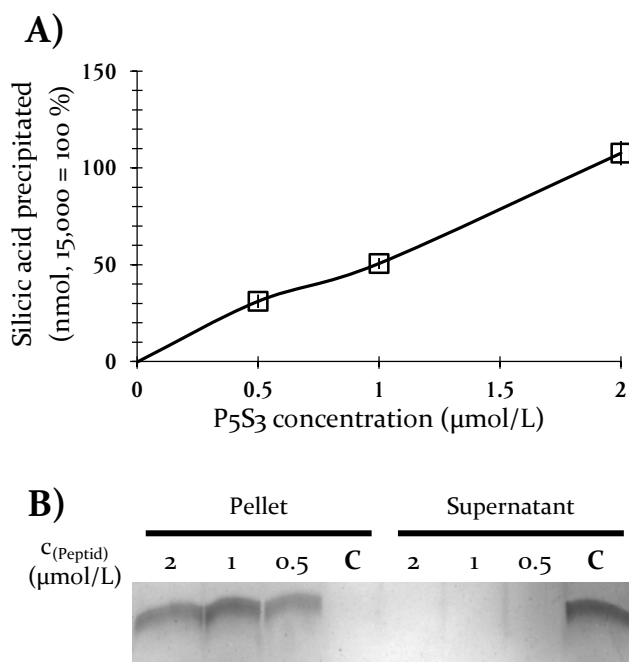 A)
Silicic acid precipitated
(nmol, 15,000 = 100 %)
150
100
50
0
0 0.5 1 1.5 2
P5S3 concentration (µmol/L)
B)
Pellet Supernatant
c(Peptid)
(µmol/L)
2 1 0.5 C 2 1 0.5 C